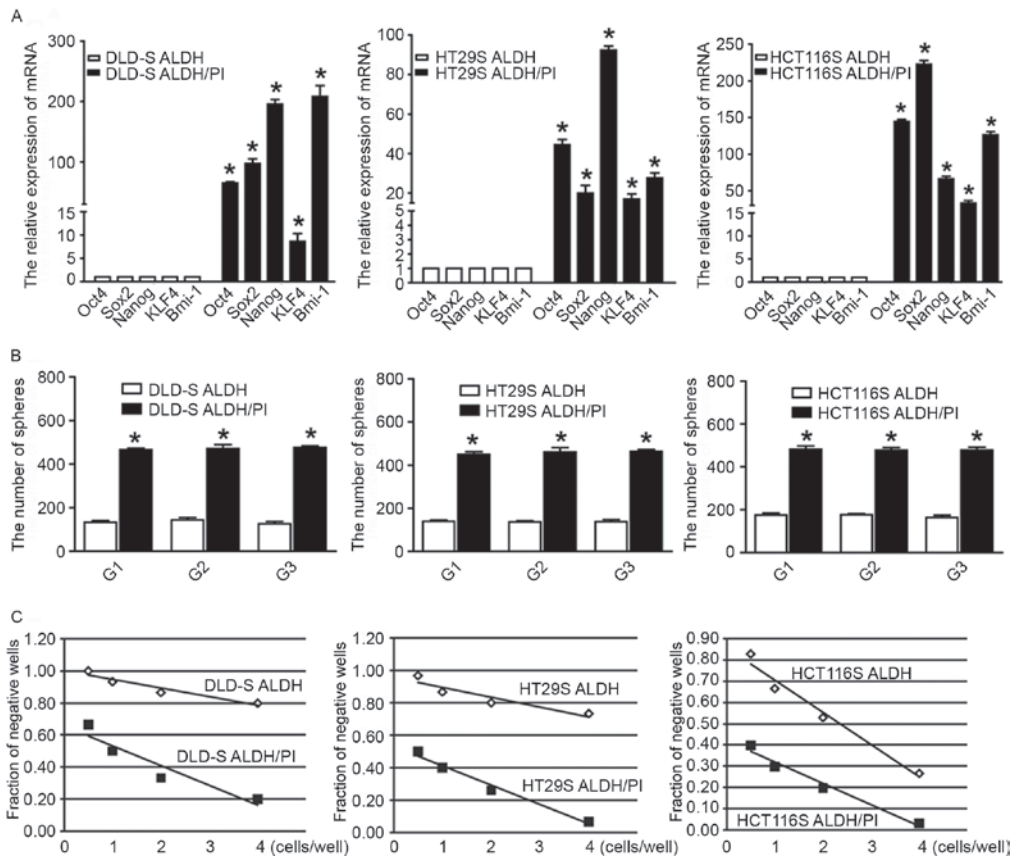 A
The relative expression of mRNA
300
200
100
15
10
5
0
DLD-S ALDH
DLD-S ALDH/PI
* * * * *
Oct4 Sox2 Nanog KLF4 Bmi-1 Oct4 Sox2 Nanog KLF4 Bmi-1
The relative expression of mRNA
100
80
60
40
20
6
5
4
3
2
1
0
HT29S ALDH
HT29S ALDH/PI
* * * * *
Oct4 Sox2 Nanog KLF4 Bmi-1 Oct4 Sox2 Nanog KLF4 Bmi-1
The relative expression of mRNA
250
200
150
100
50
15
10
5
0
HCT116S ALDH
HCT116S ALDH/PI
* * * * *
Oct4 Sox2 Nanog KLF4 Bmi-1 Oct4 Sox2 Nanog KLF4 Bmi-1
B
The number of spheres
800
600
400
200
0
DLD-S ALDH
DLD-S ALDH/PI
* * *
G1 G2 G3
The number of spheres
800
600
400
200
0
HT29S ALDH
HT29S ALDH/PI
* * *
G1 G2 G3
The number of spheres
800
600
400
200
0
HCT116S ALDH
HCT116S ALDH/PI
* * *
G1 G2 G3
C
Fraction of negative wells
1.20
1.00
0.80
0.60
0.40
0.20
0.00
DLD-S ALDH
DLD-S ALDH/PI
0 1 2 3 4 (cells/well)
Fraction of negative wells
1.20
1.00
0.80
0.60
0.40
0.20
0.00
HT29S ALDH
HT29S ALDH/PI
0 1 2 3 4 (cells/well)
Fraction of negative wells
0.90
0.80
0.70
0.60
0.50
0.40
0.30
0.20
0.10
0.00
HCT116S ALDH
HCT116S ALDH/PI
0 1 2 3 4 (cells/well)